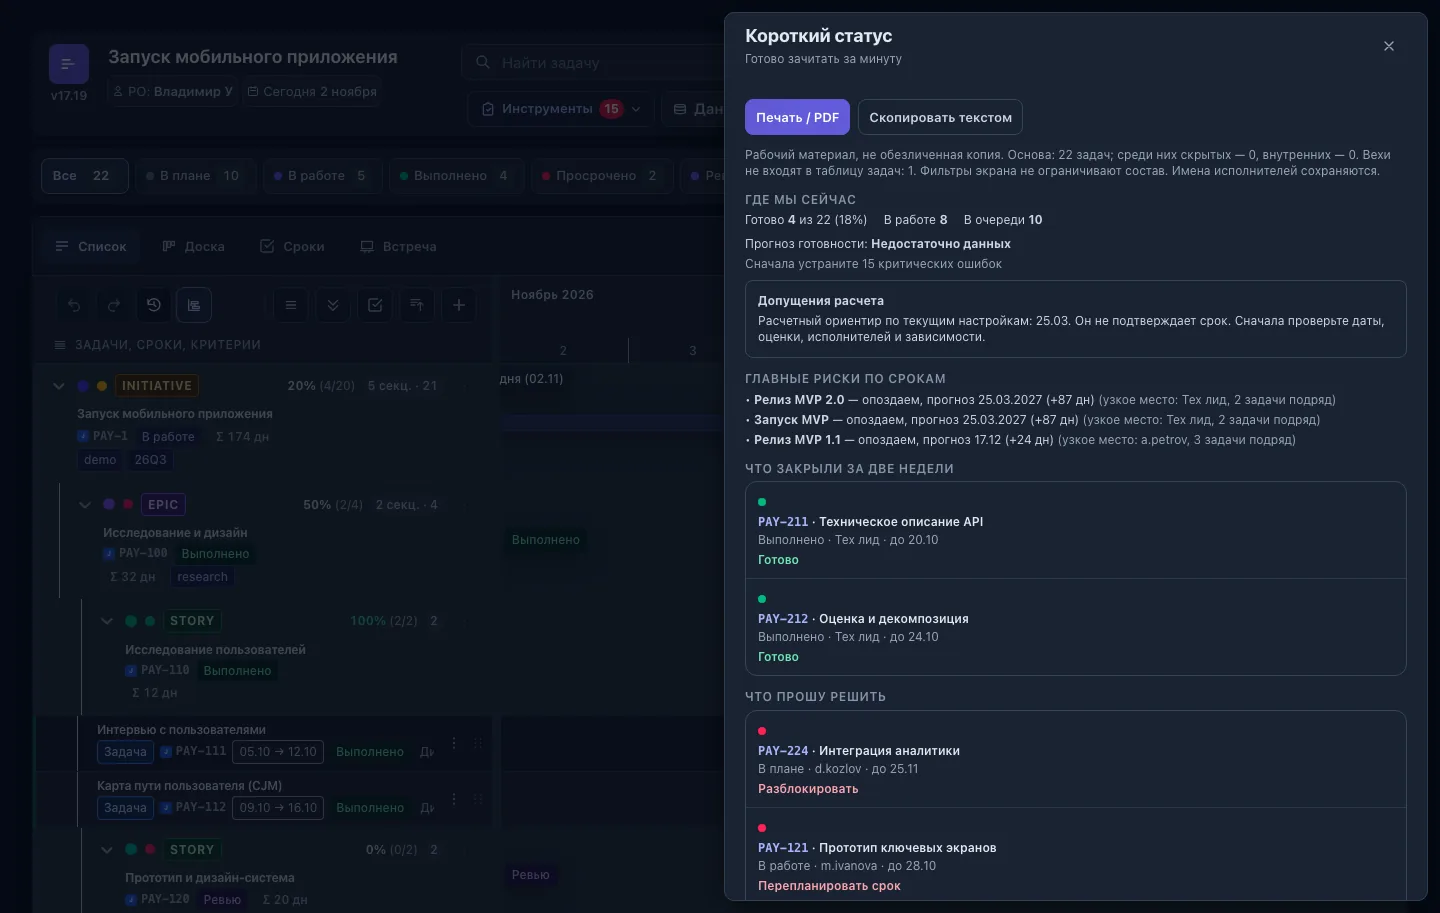 Запуск мобильного приложения
v17.19
РО: Владимир У
Сегодня 2 ноября
Найти задачу
Инструменты 15
Дан
Все 22
В плане 10
В работе 5
Выполнено 4
Просрочено 2
Ре
Список
Доска
Сроки
Встреча
Ноябрь 2026
ЗАДАЧИ, СРОКИ, КРИТЕРИИ
2
3
дня (02.11)
INITIATIVE
20% (4/20)
5 секц. · 21
Запуск мобильного приложения
PAY-1
В работе
Σ 174 дн
demo
26Q3
EPIC
50% (2/4)
2 секц. · 4
Исследование и дизайн
PAY-100
Выполнено
Σ 32 дн
research
Выполнено
STORY
100% (2/2)
2
Исследование пользователей
PAY-110
Выполнено
Σ 12 дн
Интервью с пользователями
Задача
PAY-111
05.10 → 12.10
Выполнено
Карта пути пользователя (CJM)
Задача
PAY-112
09.10 → 16.10
Выполнено
STORY
0% (0/2)
2
Прототип и дизайн-система
PAY-120
Ревью
Σ 20 дн
Ревью
Короткий статус
Готово зачитать за минуту
Печать / PDF
Скопировать текстом
Рабочий материал, не обезличенная копия. Основа: 22 задач; среди них скрытых — 0, внутренних — 0. Вехи
не входят в таблицу задач: 1. Фильтры экрана не ограничивают состав. Имена исполнителей сохраняются.
ГДЕ МЫ СЕЙЧАС
Готово 4 из 22 (18%) В работе 8 В очереди 10
Прогноз готовности: Недостаточно данных
Сначала устраните 15 критических ошибок
Допущения расчета
Расчетный ориентир по текущим настройкам: 25.03. Он не подтверждает срок. Сначала проверьте даты,
оценки, исполнителей и зависимости.
ГЛАВНЫЕ РИСКИ ПО СРОКАМ
• Релиз MVP 2.0 — опоздаем, прогноз 25.03.2027 (+87 дн) (узкое место: Тех лид, 2 задачи подряд)
• Запуск MVP — опоздаем, прогноз 25.03.2027 (+87 дн) (узкое место: Тех лид, 2 задачи подряд)
• Релиз MVP 1.1 — опоздаем, прогноз 17.12 (+24 дн) (узкое место: a.petrov, 3 задачи подряд)
ЧТО ЗАКРЫЛИ ЗА ДВЕ НЕДЕЛИ
PAY-211 · Техническое описание API
Выполнено · Тех лид · до 20.10
Готово
PAY-212 · Оценка и декомпозиция
Выполнено · Тех лид · до 24.10
Готово
ЧТО ПРОШУ РЕШИТЬ
PAY-224 · Интеграция аналитики
В плане · d.kozlov · до 25.11
Разблокировать
PAY-121 · Прототип ключевых экранов
В работе · m.ivanova · до 28.10
Перепланировать срок